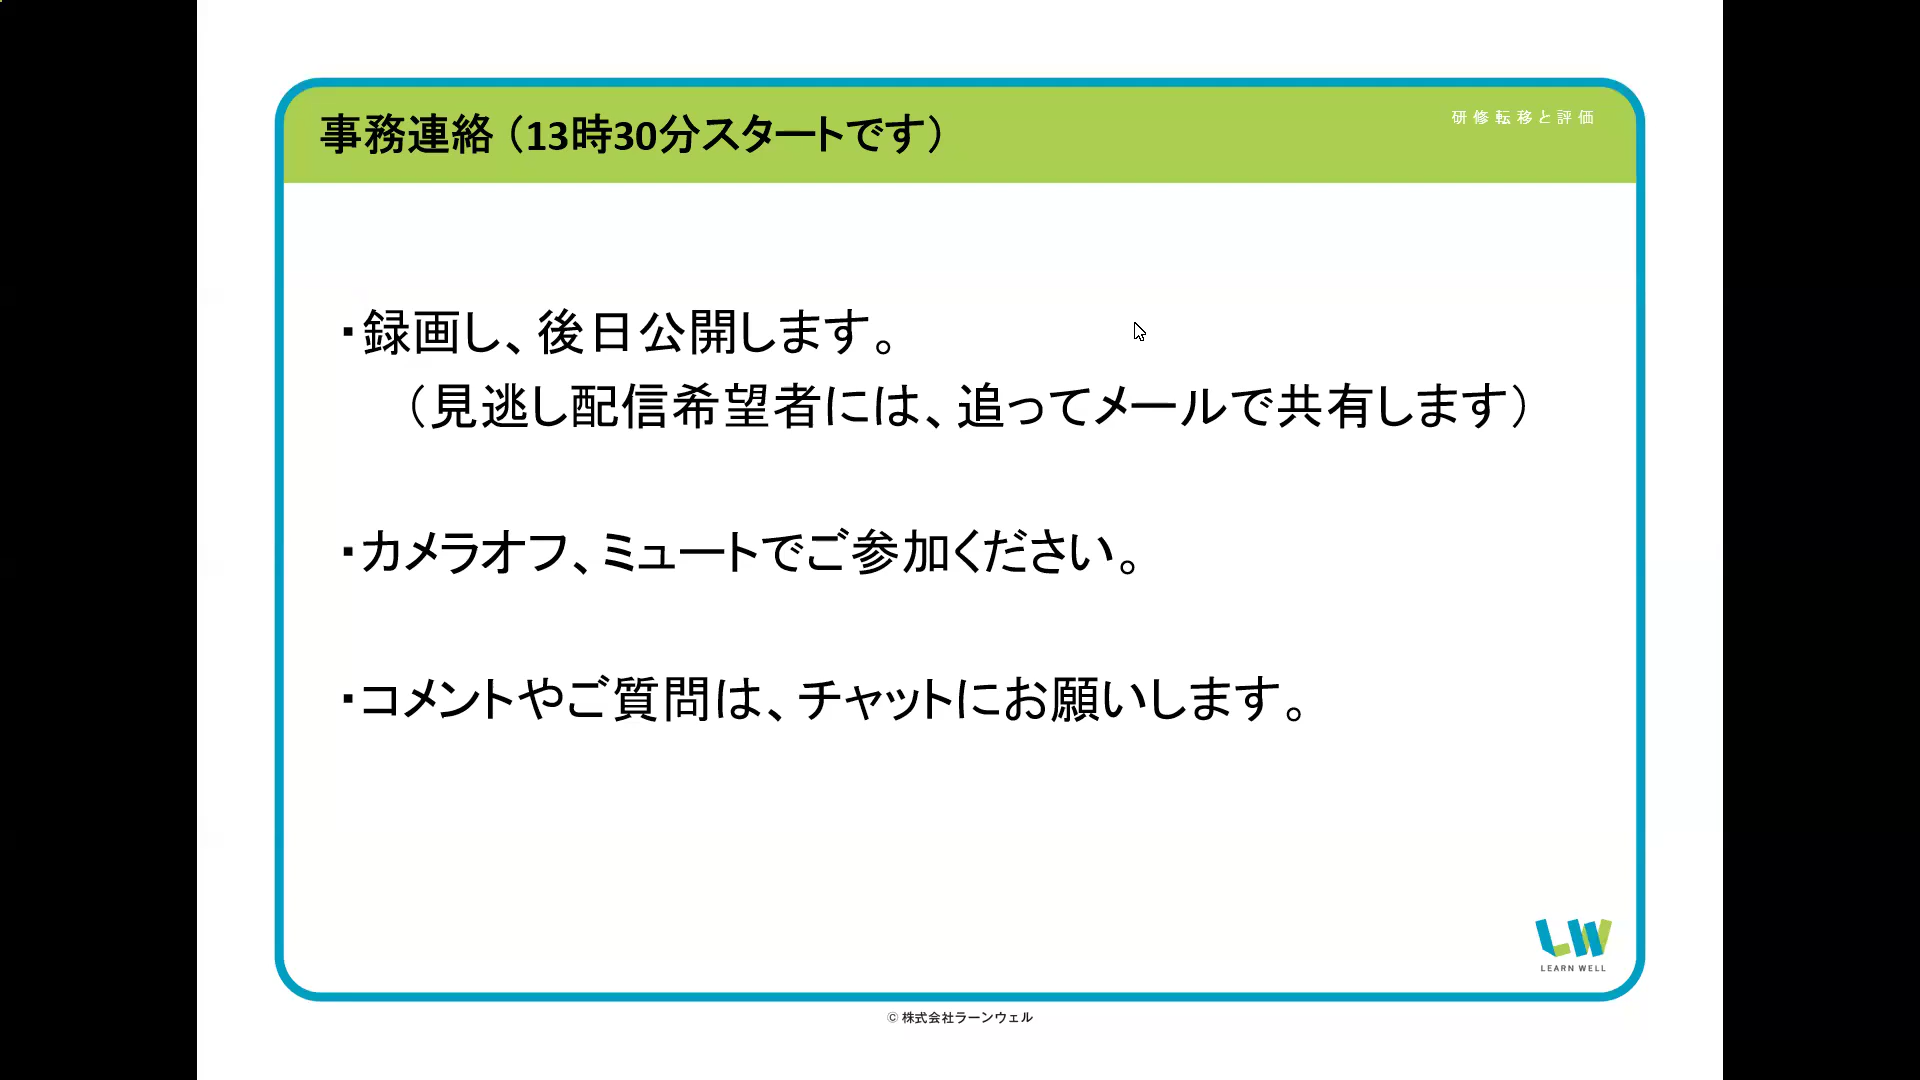 事務連絡（13時30分スタートです）
研修転移と評価
・録画し、後日公開します。
（見逃し配信希望者には、追ってメールで共有します）
・カメラオフ、ミュートでご参加ください。
・コメントやご質問は、チャットにお願いします。
LW
LEARN WELL
© 株式会社ラーンウェル